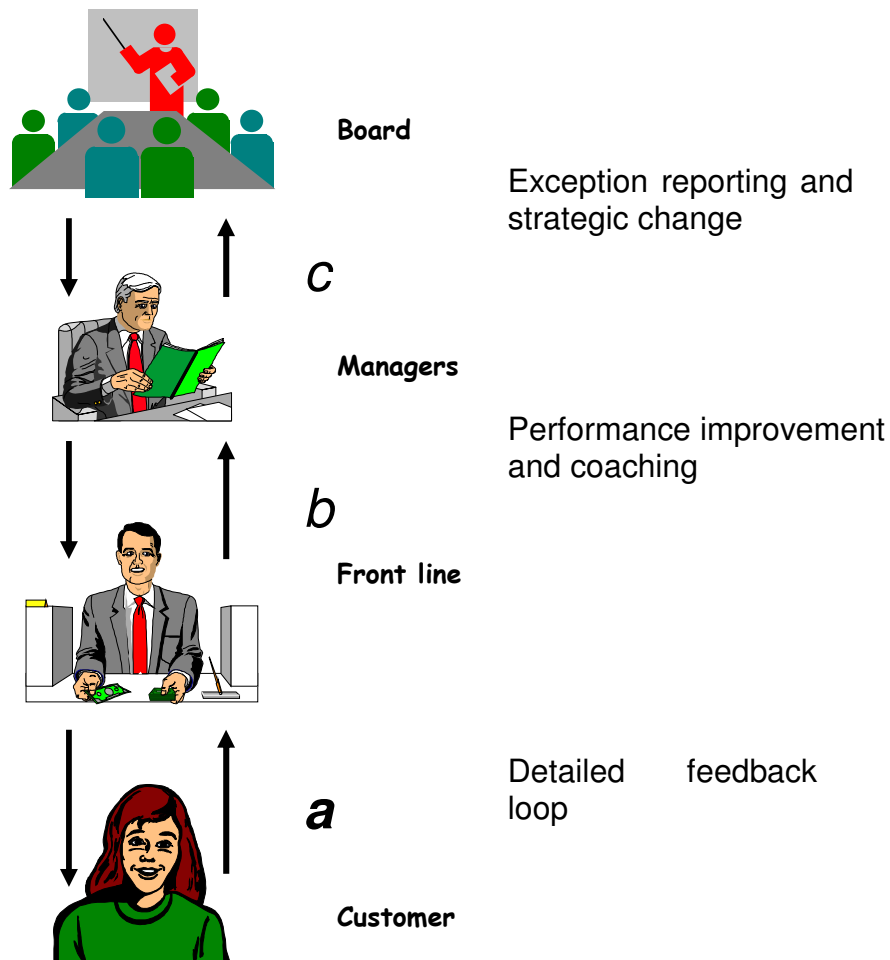 Board
Exception reporting and
strategic change
c
Managers
Performance improvement
and coaching
b
Front line
Detailed feedback
loop
a
Customer